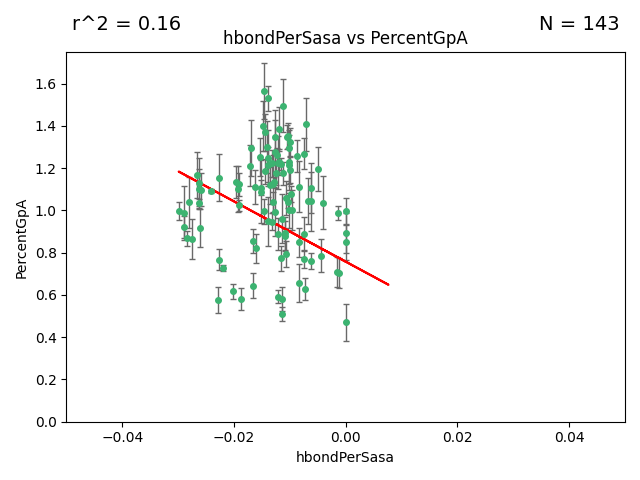 r^2 = 0.16
N = 143
hbondPerSasa vs PercentGpA
1.6
1.4
1.2
1.0
0.8
0.6
0.4
0.2
0.0
PercentGpA
−0.04
−0.02
0.00
0.02
0.04
hbondPerSasa